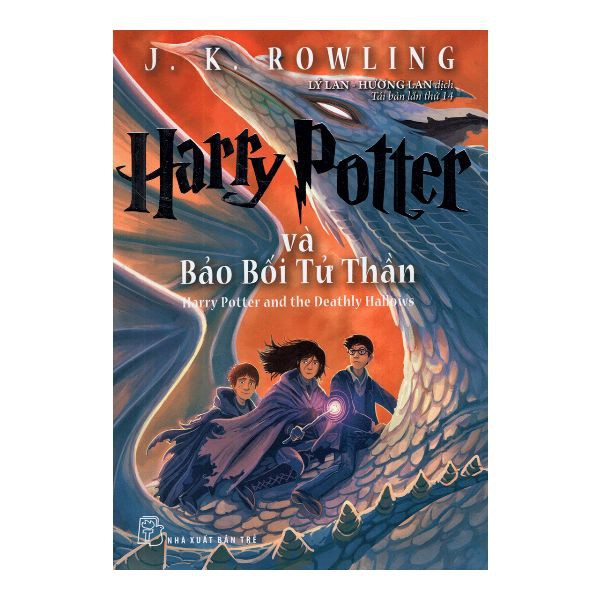 J. K. ROWLING
LÝ LAN - HƯƠNG LAN dịch
Tái bản lần thứ 14
Harry Potter
và
Bảo Bối Tử Thần
Harry Potter and the Deathly Hallows
NHÀ XUẤT BẢN TRẺ